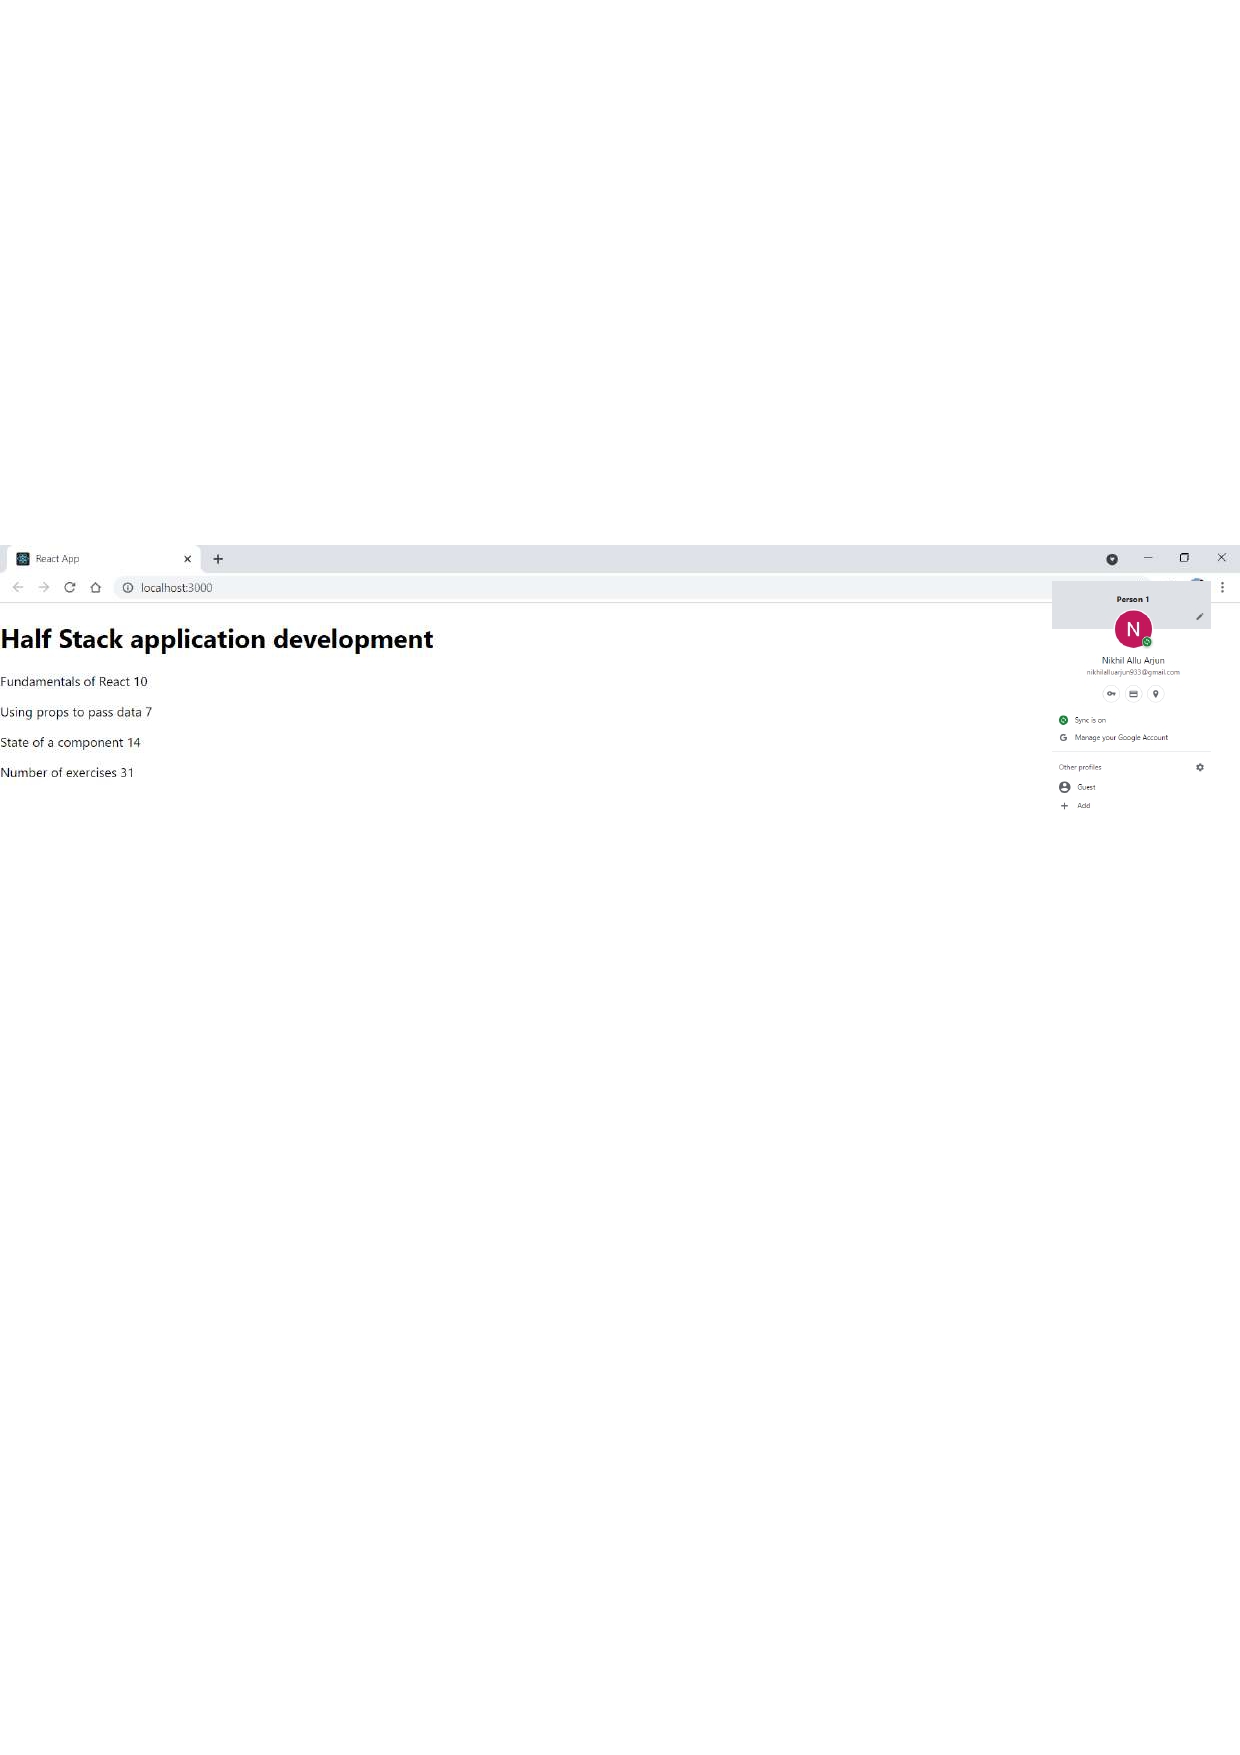 React App
localhost:3000
Half Stack application development
Fundamentals of React 10
Using props to pass data 7
State of a component 14
Number of exercises 31
Person 1
N
Nikhil Allu Arjun
nikhilalluarjun933@gmail.com
Sync is on
G Manage your Google Account
Other profiles
Guest
Add